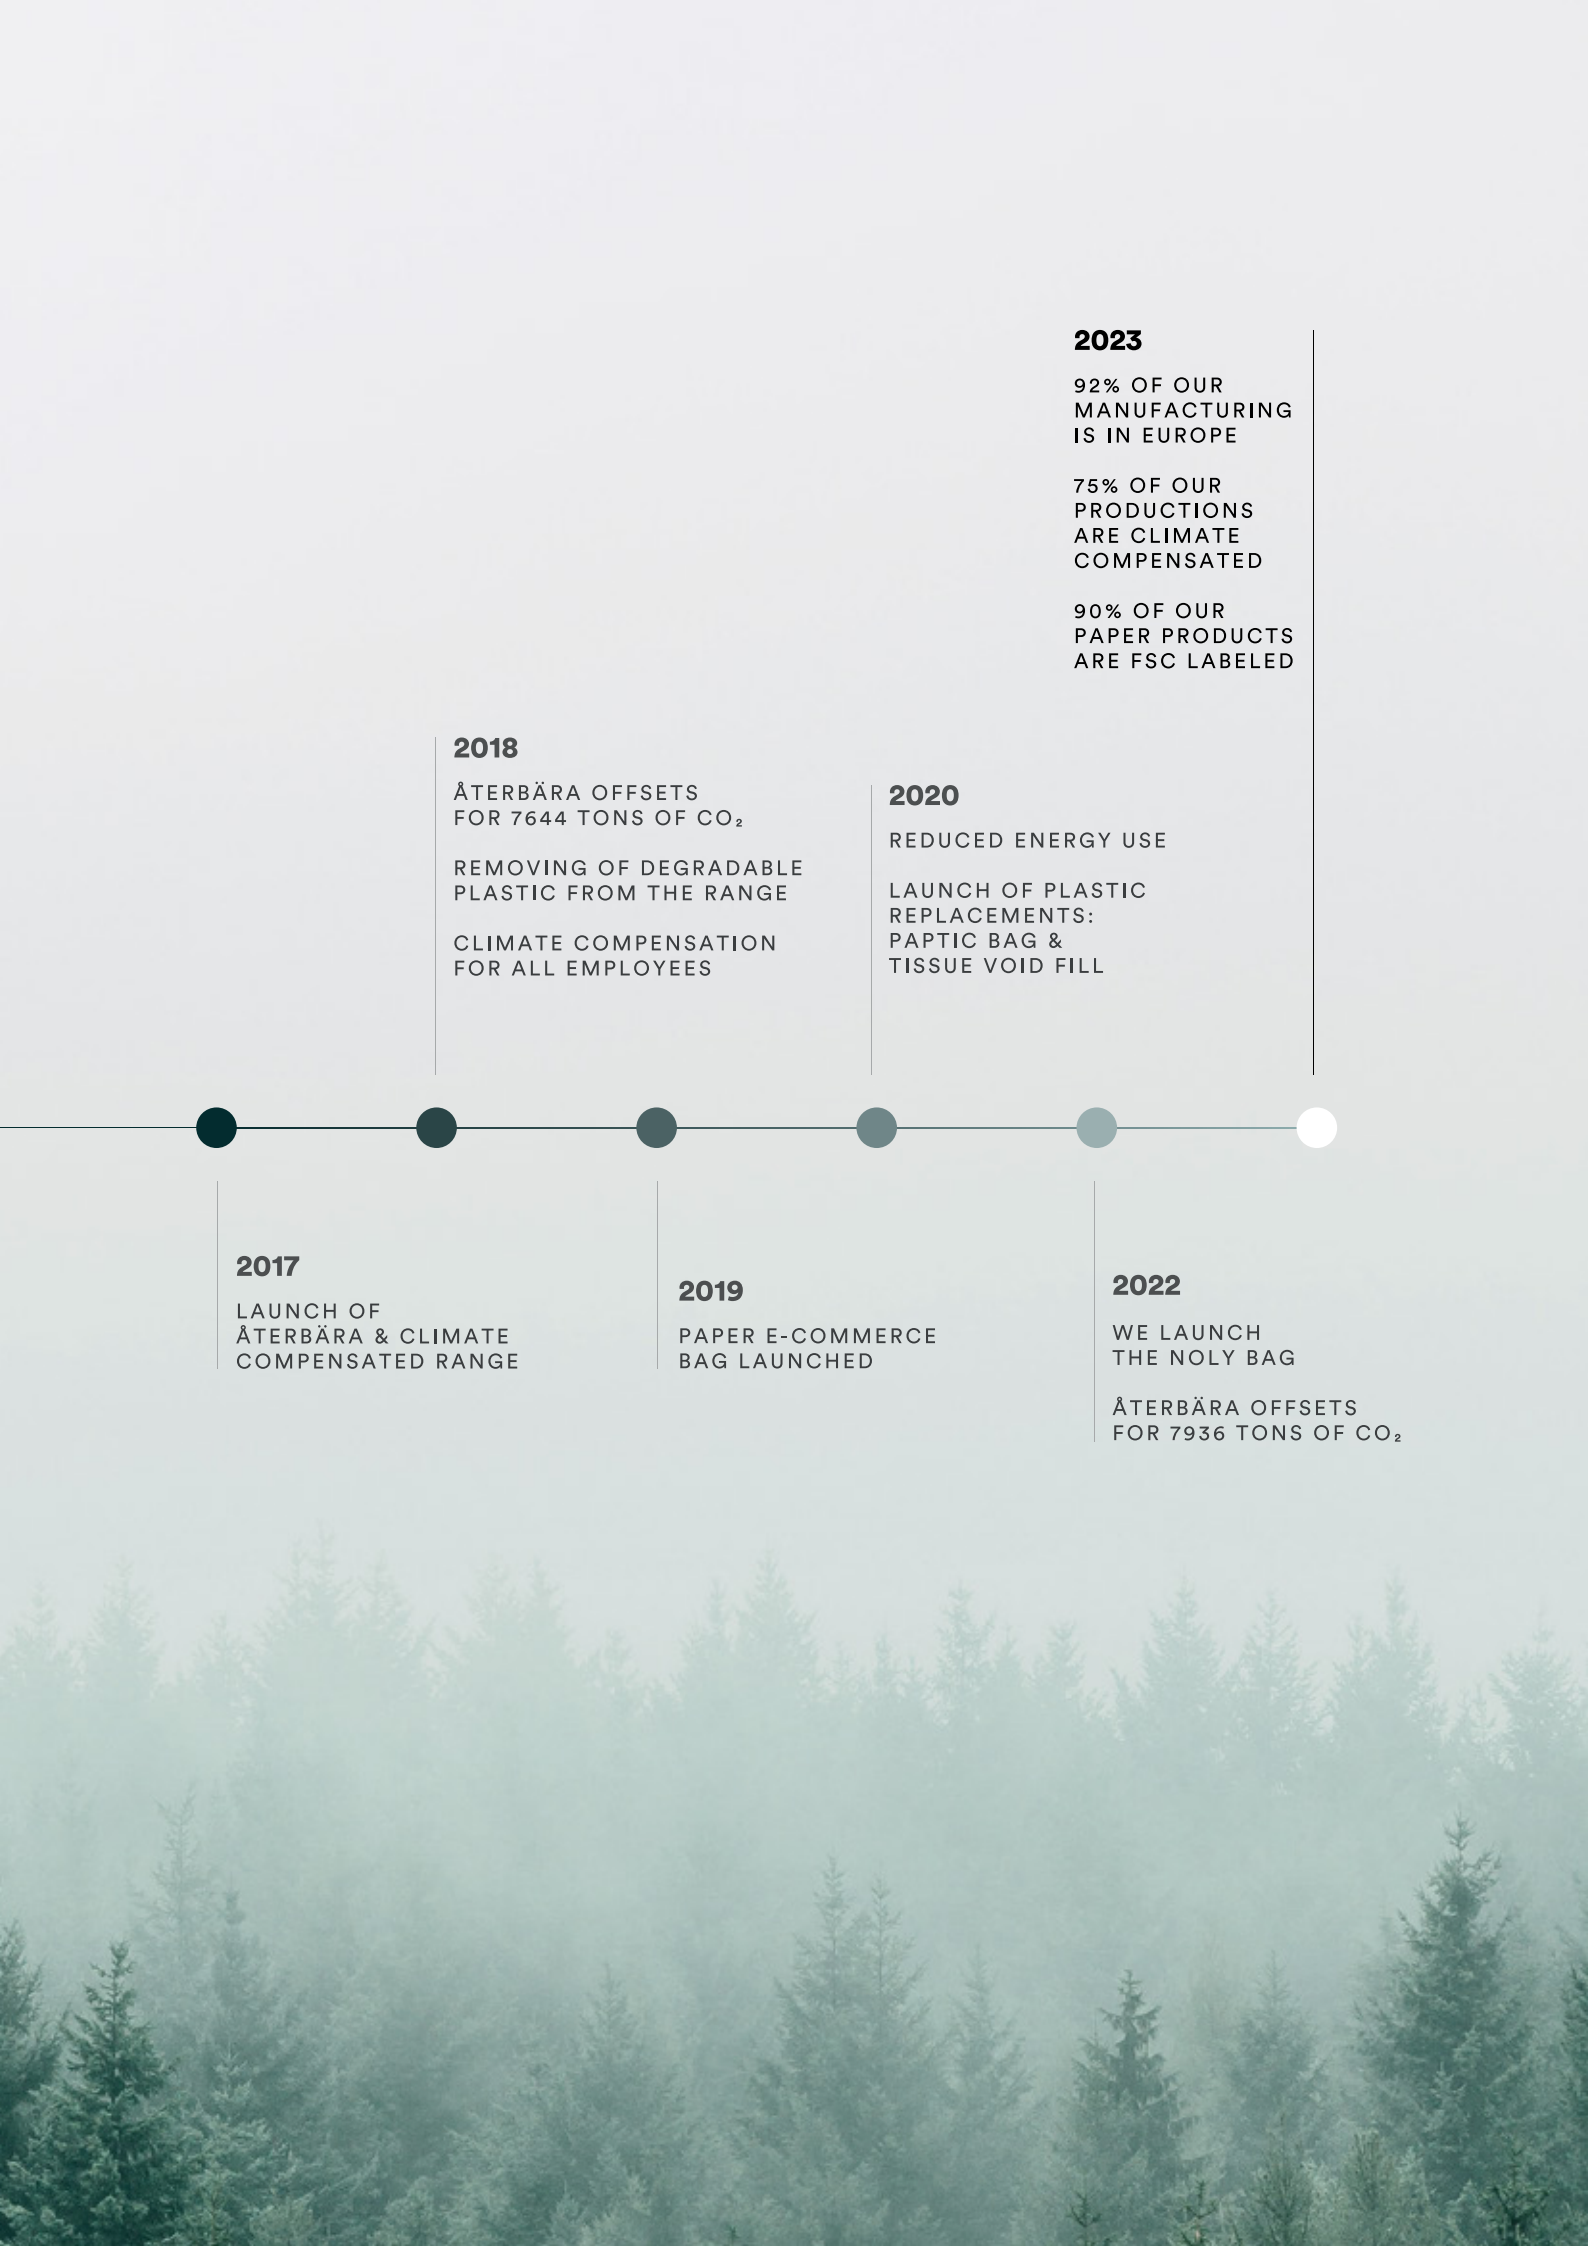 2023
92% OF OUR
MANUFACTURING
IS IN EUROPE
75% OF OUR
PRODUCTIONS
ARE CLIMATE
COMPENSATED
90% OF OUR
PAPER PRODUCTS
ARE FSC LABELED
2018
ÅTERBÄRA OFFSETS
FOR 7644 TONS OF CO₂
REMOVING OF DEGRADABLE
PLASTIC FROM THE RANGE
CLIMATE COMPENSATION
FOR ALL EMPLOYEES
2020
REDUCED ENERGY USE
LAUNCH OF PLASTIC
REPLACEMENTS:
PAPTIC BAG &
TISSUE VOID FILL
2017
LAUNCH OF
ÅTERBÄRA & CLIMATE
COMPENSATED RANGE
2019
PAPER E-COMMERCE
BAG LAUNCHED
2022
WE LAUNCH
THE NOLY BAG
ÅTERBÄRA OFFSETS
FOR 7936 TONS OF CO₂